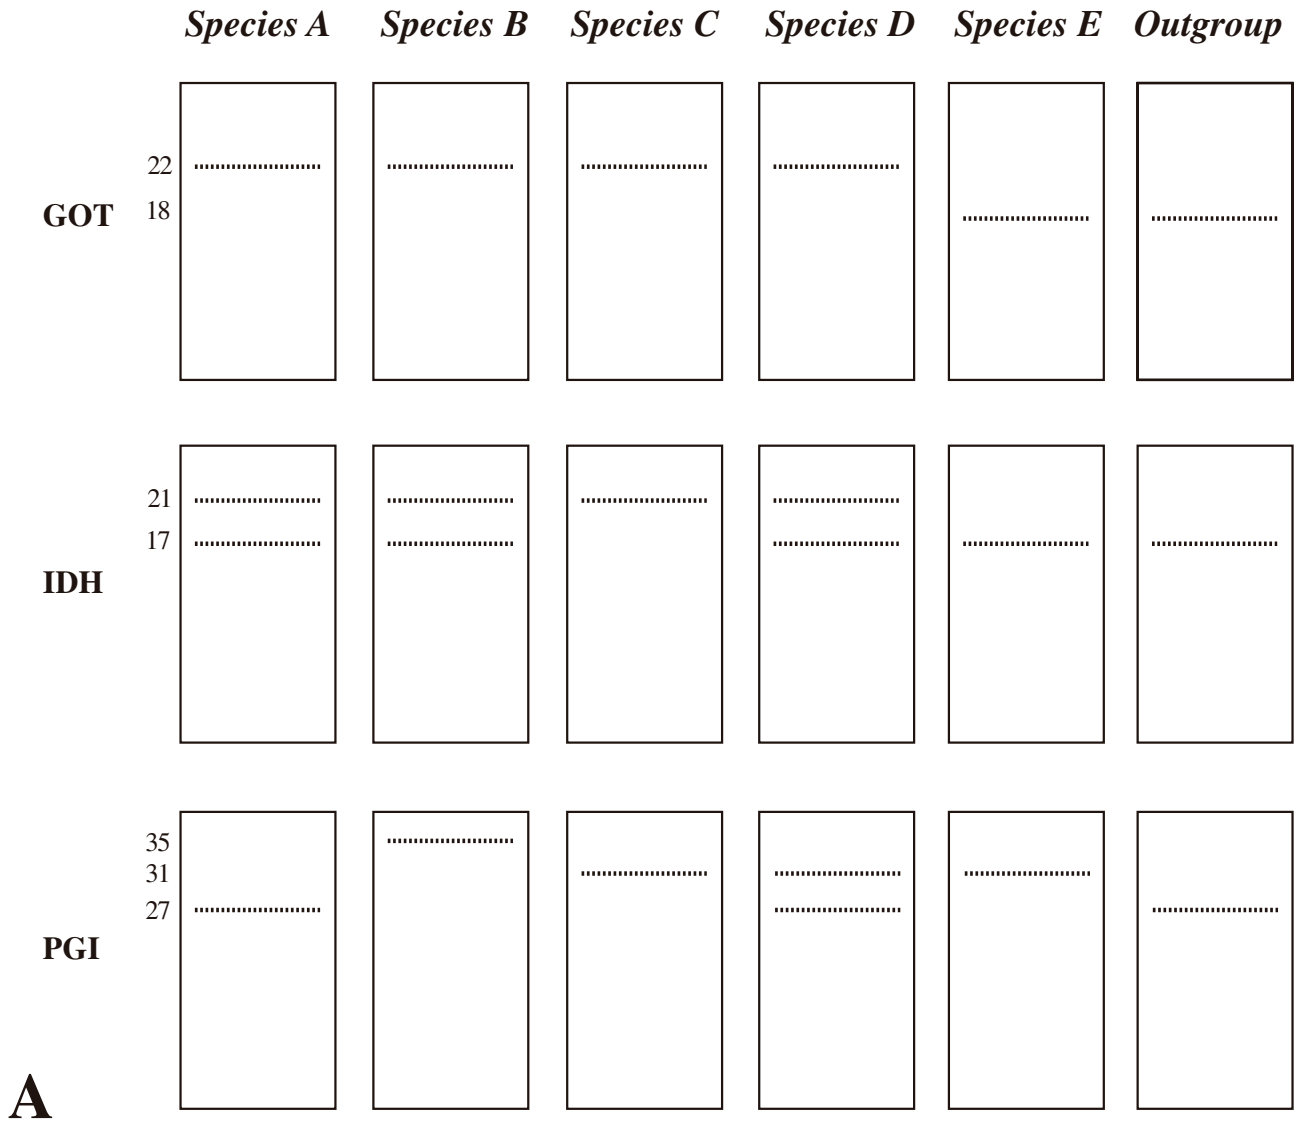 Species A Species B Species C Species D Species E Outgroup
22
GOT 18
21
17
IDH
35
31
27
PGI
A